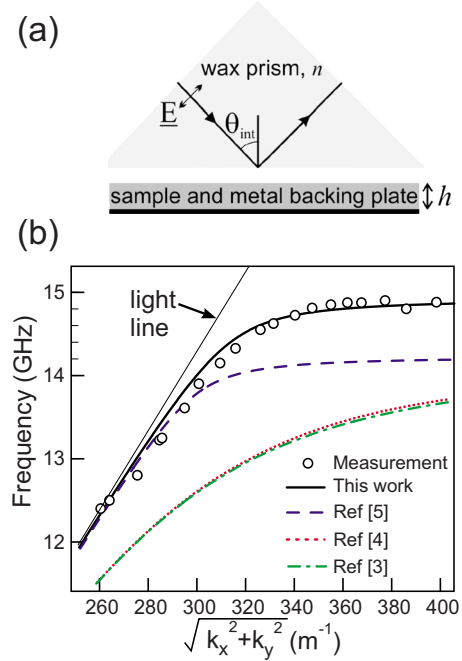 (a)
wax prism, n
E
θint
sample and metal backing plate
h
(b)
15
14
13
12
Frequency (GHz)
light
line
Measurement
This work
Ref [5]
Ref [4]
Ref [3]
260 280 300 320 340 360 380 400
√kx²+ky² (m⁻¹)